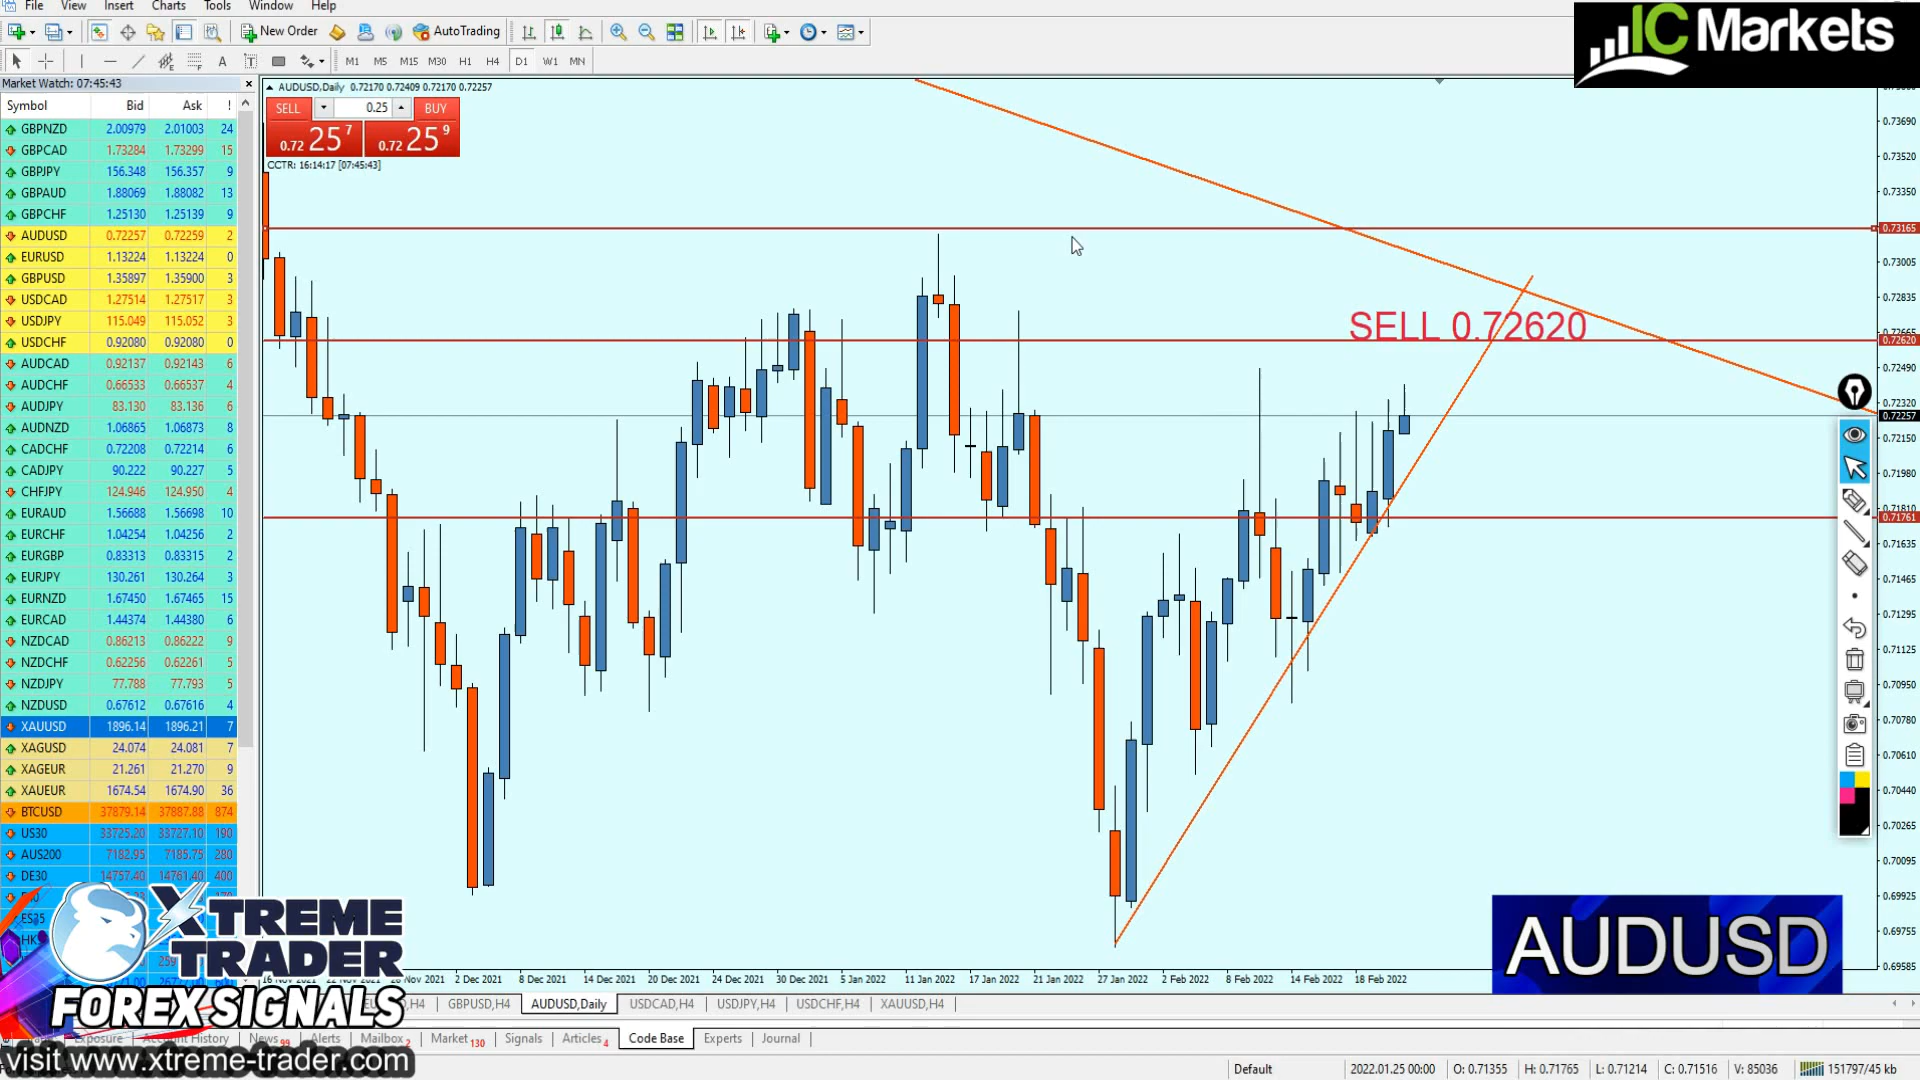 File View Insert Charts Tools Window Help
New Order AutoTrading
M1 M5 M15 M30 H1 H4 D1 W1 MN
IC Markets
Market Watch: 07:45:43
Symbol Bid Ask !
GBPNZD 2.00979 2.01003 24
GBPCAD 1.73284 1.73299 15
GBPJPY 156.348 156.357 9
GBPAUD 1.88069 1.88082 13
GBPCHF 1.25130 1.25139 9
AUDUSD 0.72257 0.72259 2
EURUSD 1.13224 1.13224 0
GBPUSD 1.35897 1.35900 3
USDCAD 1.27514 1.27517 3
USDJPY 115.049 115.052 3
USDCHF 0.92080 0.92080 0
AUDCAD 0.92137 0.92143 6
AUDCHF 0.66533 0.66537 4
AUDJPY 83.130 83.136 6
AUDNZD 1.06865 1.06873 8
CADCHF 0.72208 0.72214 6
CADJPY 90.222 90.227 5
CHFJPY 124.946 124.950 4
EURAUD 1.56688 1.56698 10
EURCHF 1.04254 1.04256 2
EURGBP 0.83313 0.83315 2
EURJPY 130.261 130.264 3
EURNZD 1.67450 1.67465 15
EURCAD 1.44374 1.44380 6
NZDCAD 0.86213 0.86222 9
NZDCHF 0.62256 0.62261 5
NZDJPY 77.788 77.793 5
NZDUSD 0.67612 0.67616 4
XAUUSD 1896.14 1896.21 7
XAGUSD 24.074 24.081 7
XAGEUR 21.261 21.270 9
XAUEUR 1674.54 1674.90 36
BTCUSD 37879.14 37887.88 874
US30 33725.20 33727.10 190
AUS200 7182.95 7185.75 280
DE30 14757.40 14761.40 400
ES35
AUDUSD,Daily 0.72170 0.72409 0.72170 0.72257
SELL 0.25 BUY
0.72 25 7 0.72 25 9
CCTR: 16:14:17 [07:45:43]
SELL 0.72620
0.73690
0.73520
0.73350
0.73165
0.73005
0.72835
0.72665
0.72620
0.72490
0.72320
0.72257
0.72150
0.71980
0.71810
0.71761
0.71635
0.71465
0.71295
0.71125
0.70950
0.70780
0.70610
0.70440
0.70265
0.70095
0.69925
0.69755
0.69585
AUDUSD
XTREME
TRADER
FOREX SIGNALS
visit www.xtreme-trader.com
2 Dec 2021 8 Dec 2021 14 Dec 2021 20 Dec 2021 24 Dec 2021 30 Dec 2021 5 Jan 2022 11 Jan 2022 17 Jan 2022 21 Jan 2022 27 Jan 2022 2 Feb 2022 8 Feb 2022 14 Feb 2022 18 Feb 2022
GBPUSD,H4 AUDUSD,Daily USDCAD,H4 USDJPY,H4 USDCHF,H4 XAUUSD,H4
Exposure Account History News 99 Alerts Mailbox 2 Market 130 Signals Articles 4 Code Base Experts Journal
Default 2022.01.25 00:00 O: 0.71355 H: 0.71765 L: 0.71214 C: 0.71516 V: 85036 151797/45 kb